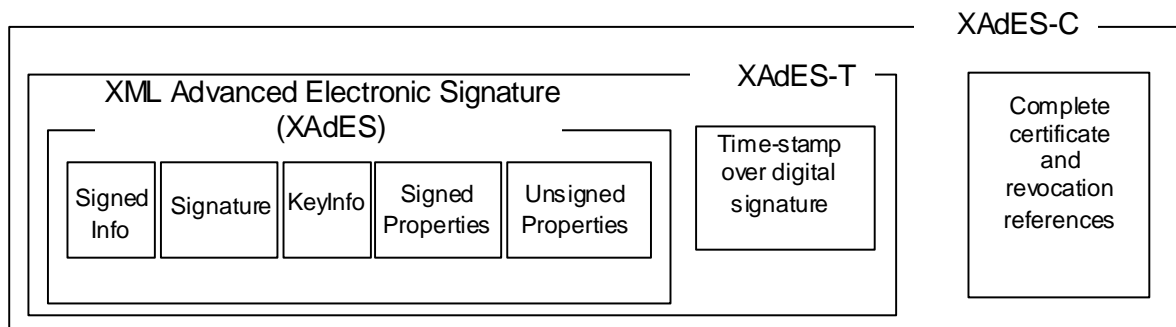 XAdES-C
XAdES-T
XML Advanced Electronic Signature
(XAdES)
Signed
Info
Signature
KeyInfo
Signed
Properties
Unsigned
Properties
Time-stamp
over digital
signature
Complete
certificate
and
revocation
references